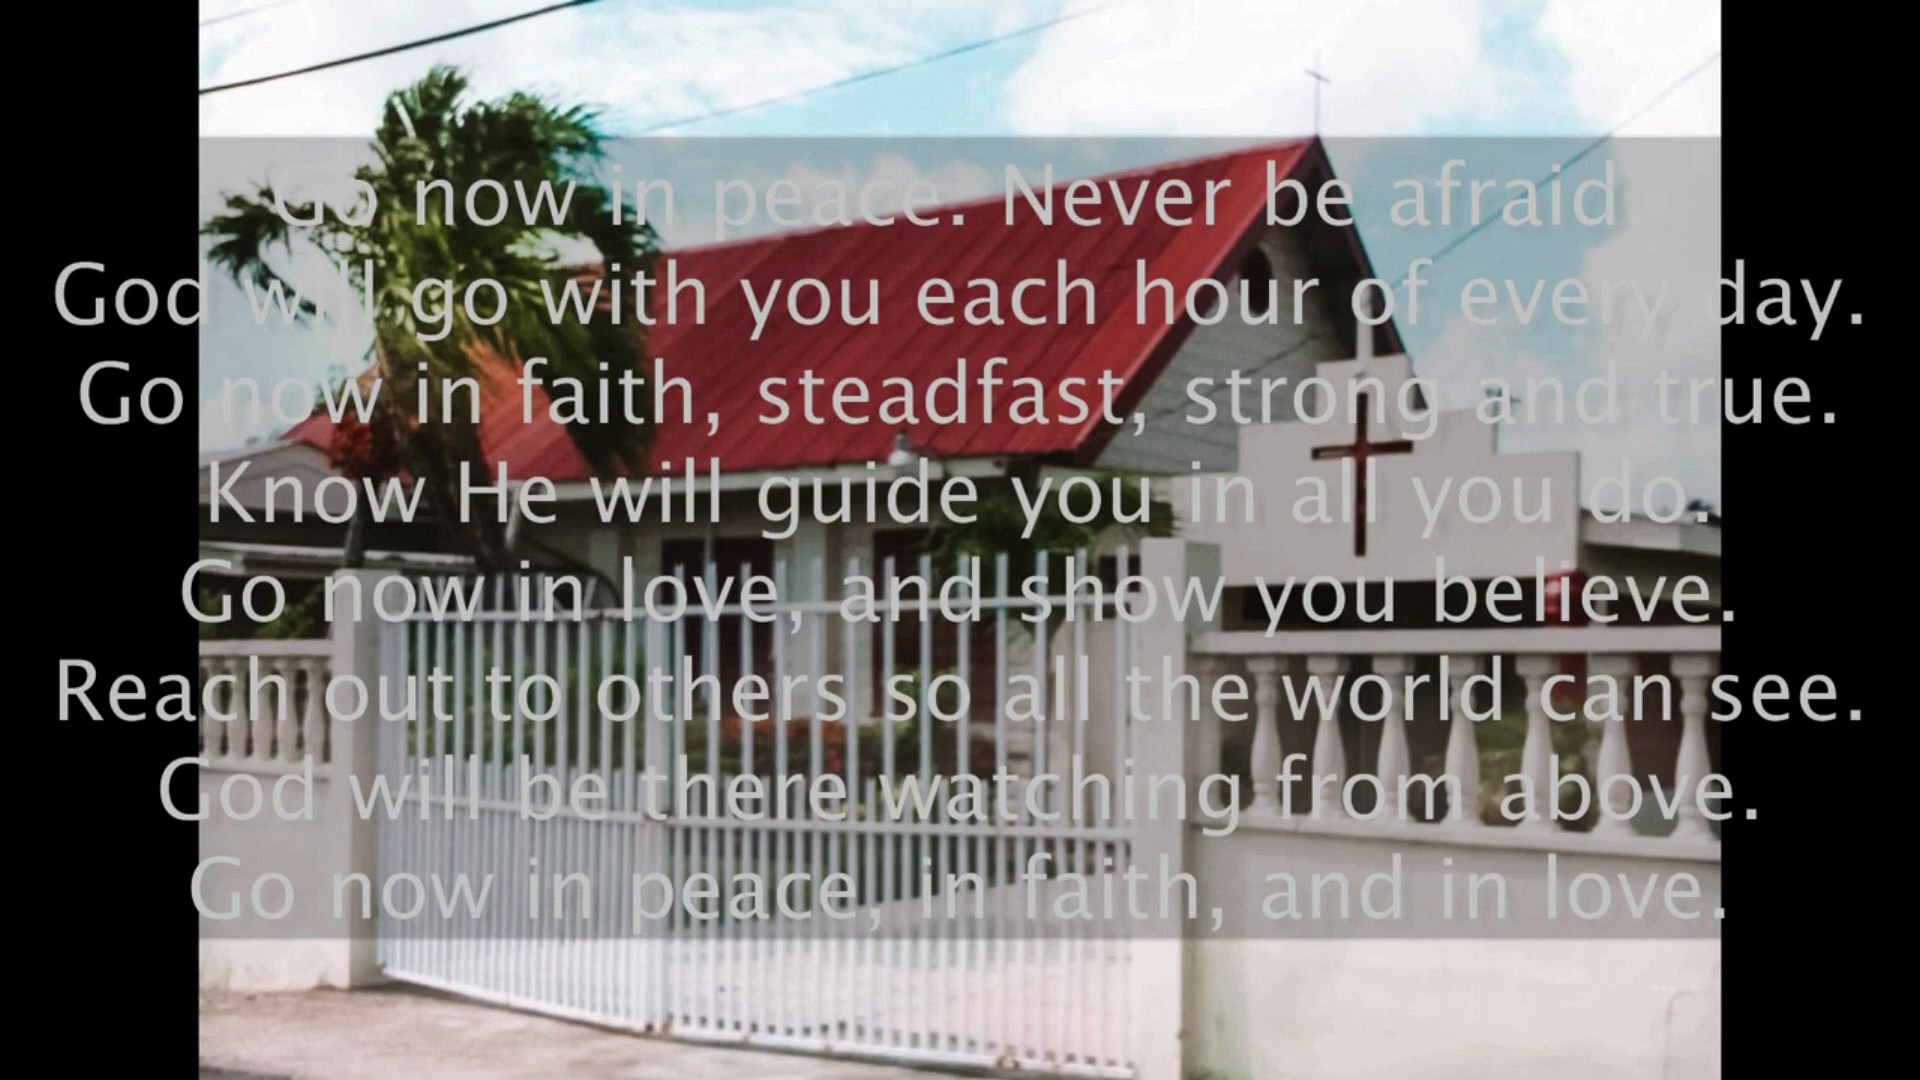 Go now in peace. Never be afraid.
God will go with you each hour of every day.
Go now in faith, steadfast, strong and true.
Know He will guide you in all you do.
Go now in love, and show you believe.
Reach out to others so all the world can see.
God will be there watching from above.
Go now in peace, in faith, and in love.